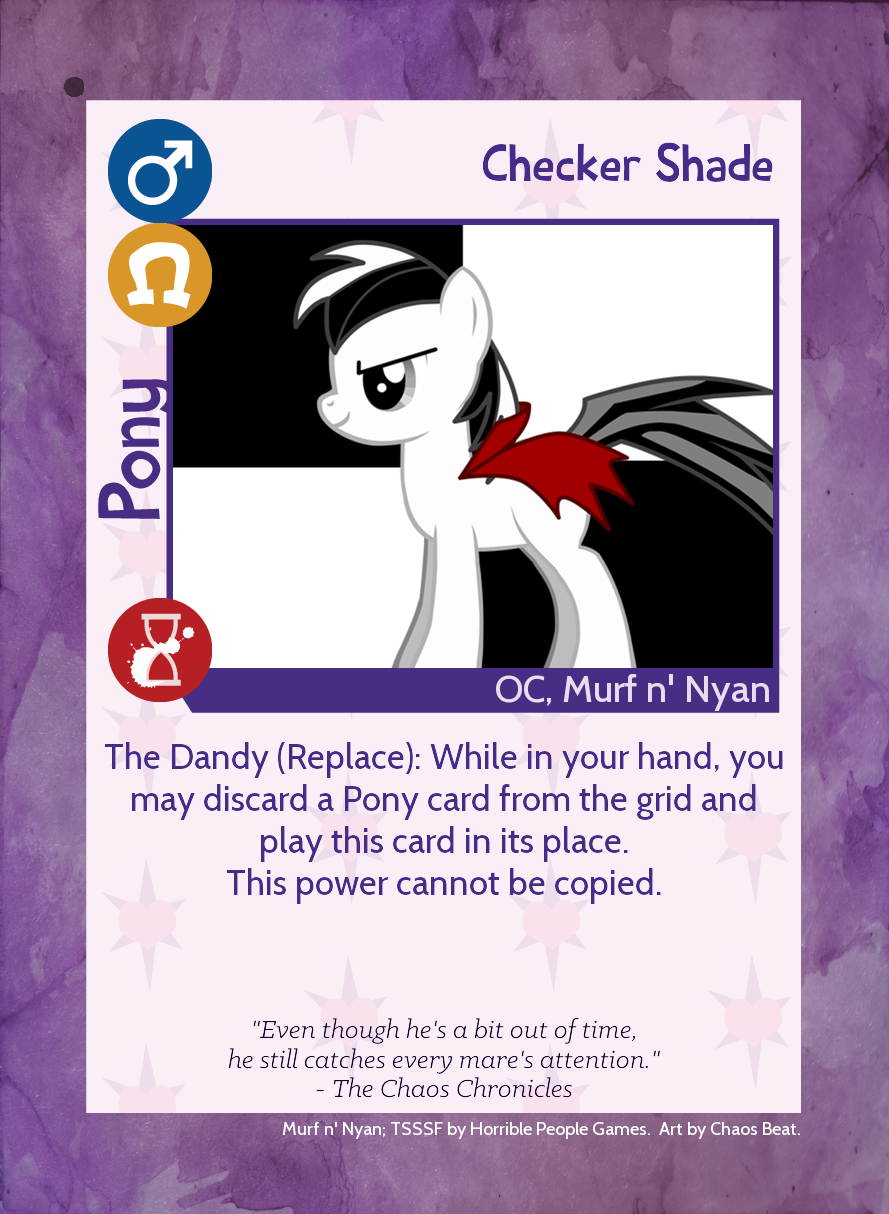 Checker Shade
Pony
OC, Murf n' Nyan
The Dandy (Replace): While in your hand, you
may discard a Pony card from the grid and
play this card in its place.
This power cannot be copied.
"Even though he's a bit out of time,
he still catches every mare's attention."
- The Chaos Chronicles
Murf n' Nyan; TSSSF by Horrible People Games.  Art by Chaos Beat.